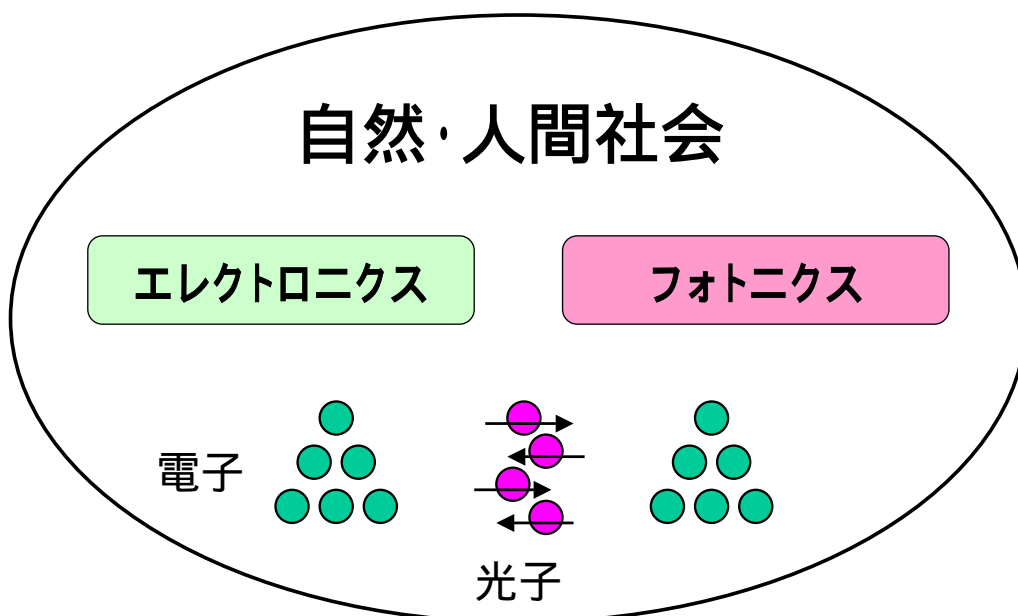 自然・人間社会
エレクトロニクス
フォトニクス
電子
光子